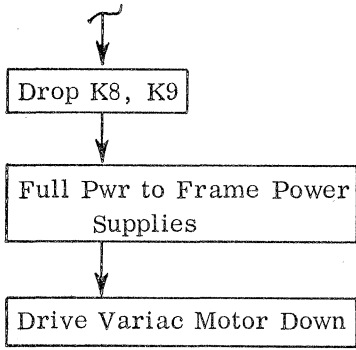 Drop K8, K9
Full Pwr to Frame Power
Supplies
Drive Variac Motor Down